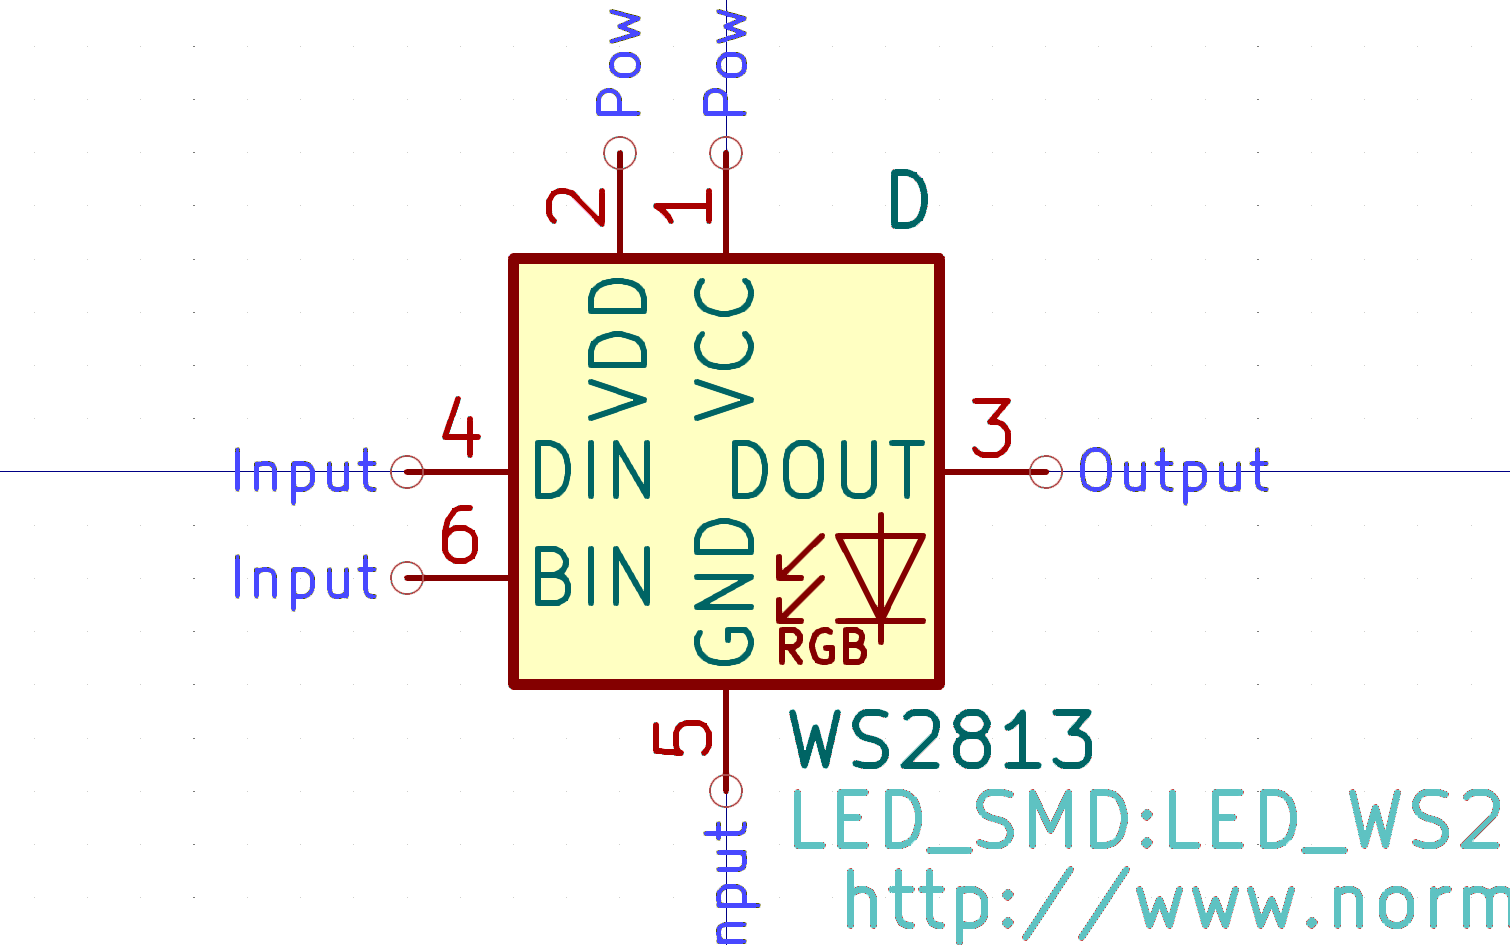 Pow
Pow
2
1
D
VDD
VCC
4
3
Input
DIN
DOUT
Output
6
Input
BIN
GND
RGB
5
WS2813
LED_SMD:LED_WS2
nput
http://www.norm